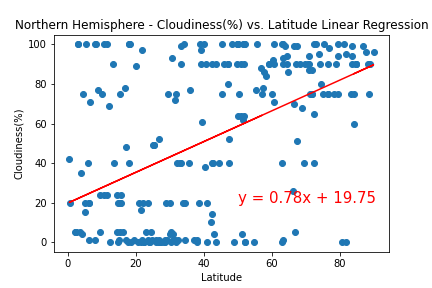 Northern Hemisphere - Cloudiness(%) vs. Latitude Linear Regression
100
80
60
40
20
0
Cloudiness(%)
y = 0.78x + 19.75
0 20 40 60 80
Latitude